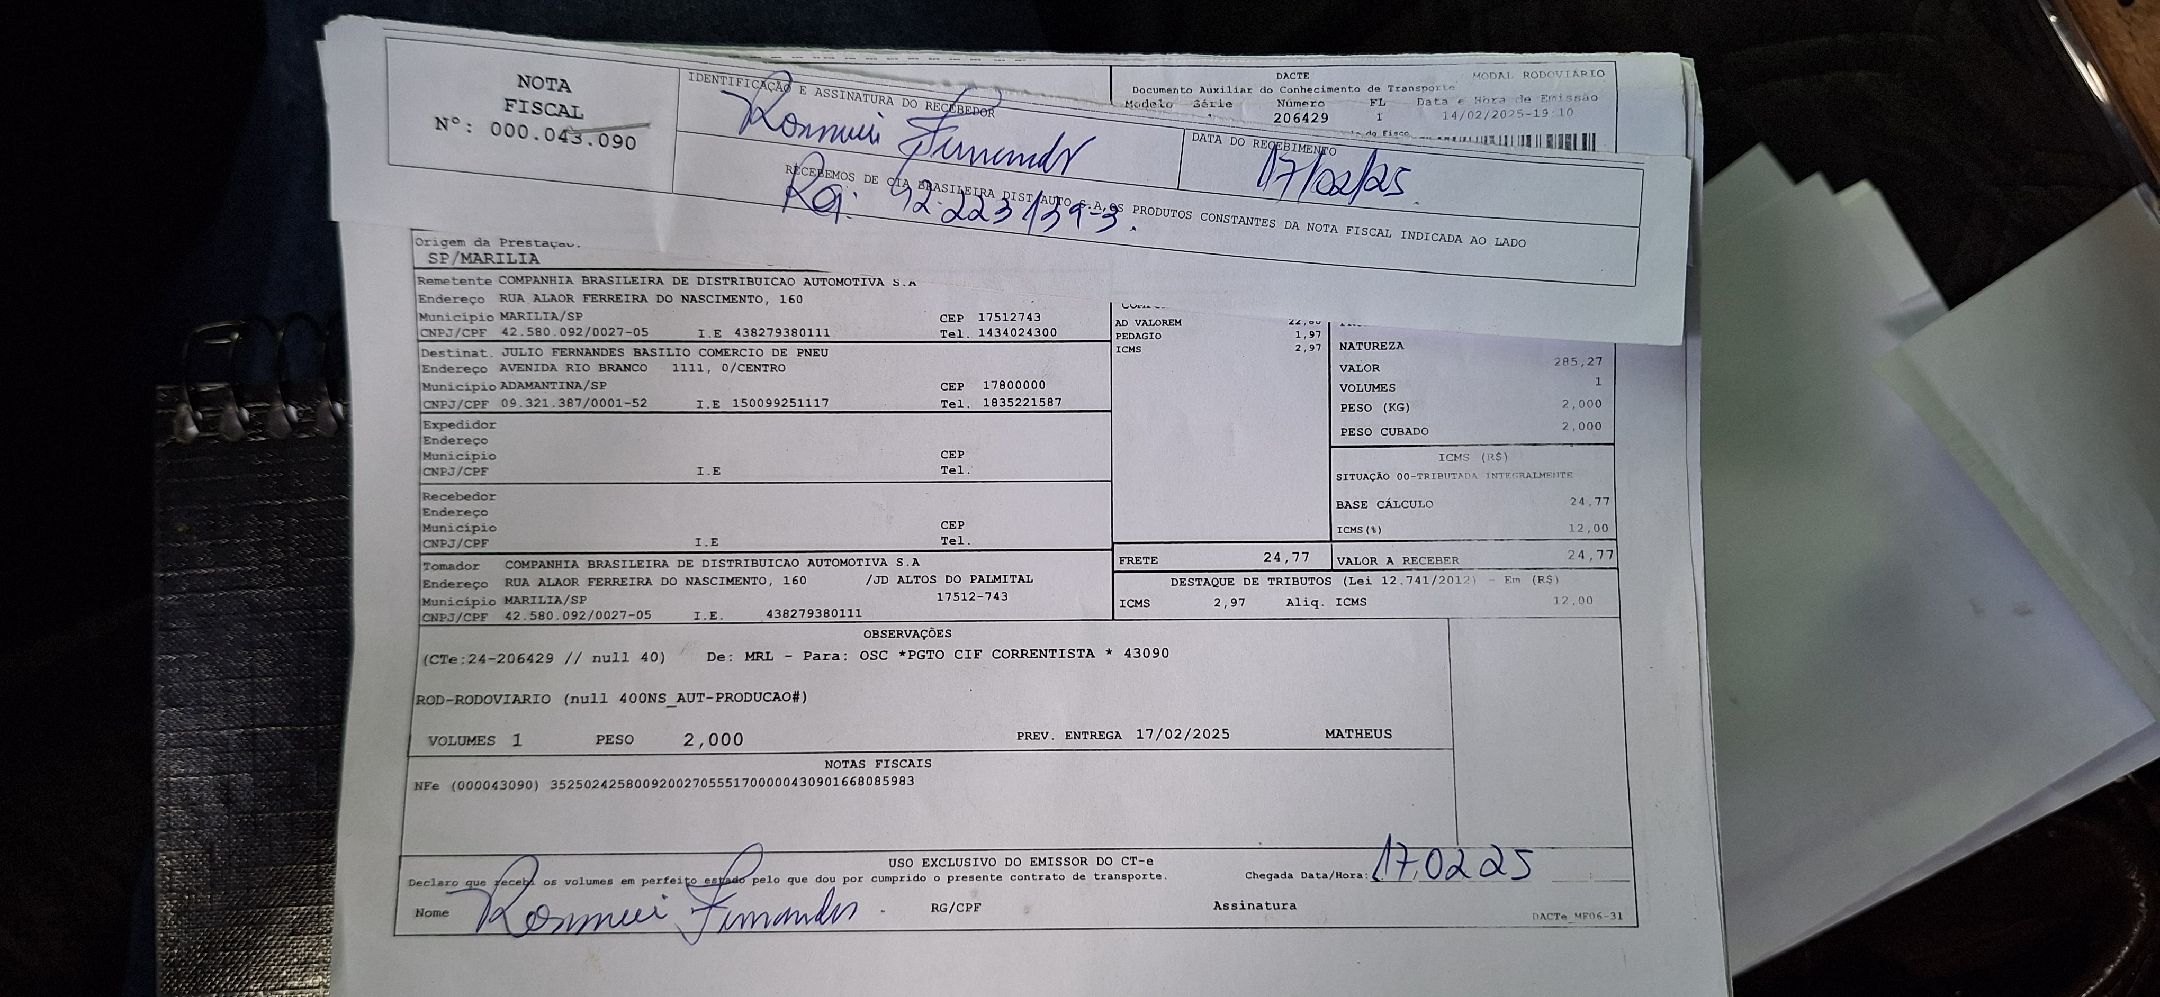 NOTA
FISCAL
Nº: 000.043.090
IDENTIFICAÇÃO E ASSINATURA DO RECEBEDOR
Fernandes
DATA DO RECEBIMENTO
17/02/25
RECEBEMOS DE CIA BRASILEIRA DIST AUTO S.A, OS PRODUTOS CONSTANTES DA NOTA FISCAL INDICADA AO LADO
DACTE
MODAL RODOVIÁRIO
Documento Auxiliar do Conhecimento de Transporte
Modelo Série Número FL Data e Hora de Emissão
206429 1 14/02/2025-19:10
do Fisco
Origem da Prestação.
SP/MARILIA
Remetente COMPANHIA BRASILEIRA DE DISTRIBUICAO AUTOMOTIVA S.A
Endereço RUA ALAOR FERREIRA DO NASCIMENTO, 160
Município MARILIA/SP CEP 17512743
CNPJ/CPF 42.580.092/0027-05 I.E 438279380111 Tel. 1434024300
Destinat. JULIO FERNANDES BASILIO COMERCIO DE PNEU
Endereço AVENIDA RIO BRANCO 1111, 0/CENTRO
Município ADAMANTINA/SP CEP 17800000
CNPJ/CPF 09.321.387/0001-52 I.E 150099251117 Tel. 1835221587
Expedidor
Endereço
Município CEP
CNPJ/CPF I.E Tel.
Recebedor
Endereço
Município CEP
CNPJ/CPF I.E Tel.
Tomador COMPANHIA BRASILEIRA DE DISTRIBUICAO AUTOMOTIVA S.A
Endereço RUA ALAOR FERREIRA DO NASCIMENTO, 160 /JD ALTOS DO PALMITAL
Município MARILIA/SP 17512-743
CNPJ/CPF 42.580.092/0027-05 I.E. 438279380111
AD VALOREM
PEDAGIO 1,97
ICMS 2,97
NATUREZA
VALOR 285,27
VOLUMES 1
PESO (KG) 2,000
PESO CUBADO 2,000
ICMS (R$)
SITUAÇÃO 00-TRIBUTADA INTEGRALMENTE
BASE CÁLCULO 24,77
ICMS(%) 12,00
FRETE 24,77 VALOR A RECEBER 24,77
DESTAQUE DE TRIBUTOS (Lei 12.741/2012) - Em (R$)
ICMS 2,97 Aliq. ICMS 12,00
OBSERVAÇÕES
(CTe:24-206429 // null 40) De: MRL - Para: OSC *PGTO CIF CORRENTISTA * 43090
ROD-RODOVIARIO (null 400NS_AUT-PRODUCAO#)
VOLUMES 1 PESO 2,000 PREV. ENTREGA 17/02/2025 MATHEUS
NOTAS FISCAIS
NFe (000043090) 35250242580092002705551700000430901668085983
USO EXCLUSIVO DO EMISSOR DO CT-e
Declaro que recebi os volumes em perfeito estado pelo que dou por cumprido o presente contrato de transporte. Chegada Data/Hora: 17.02 25
Nome Fernandes RG/CPF Assinatura
DACTe_MF06-31